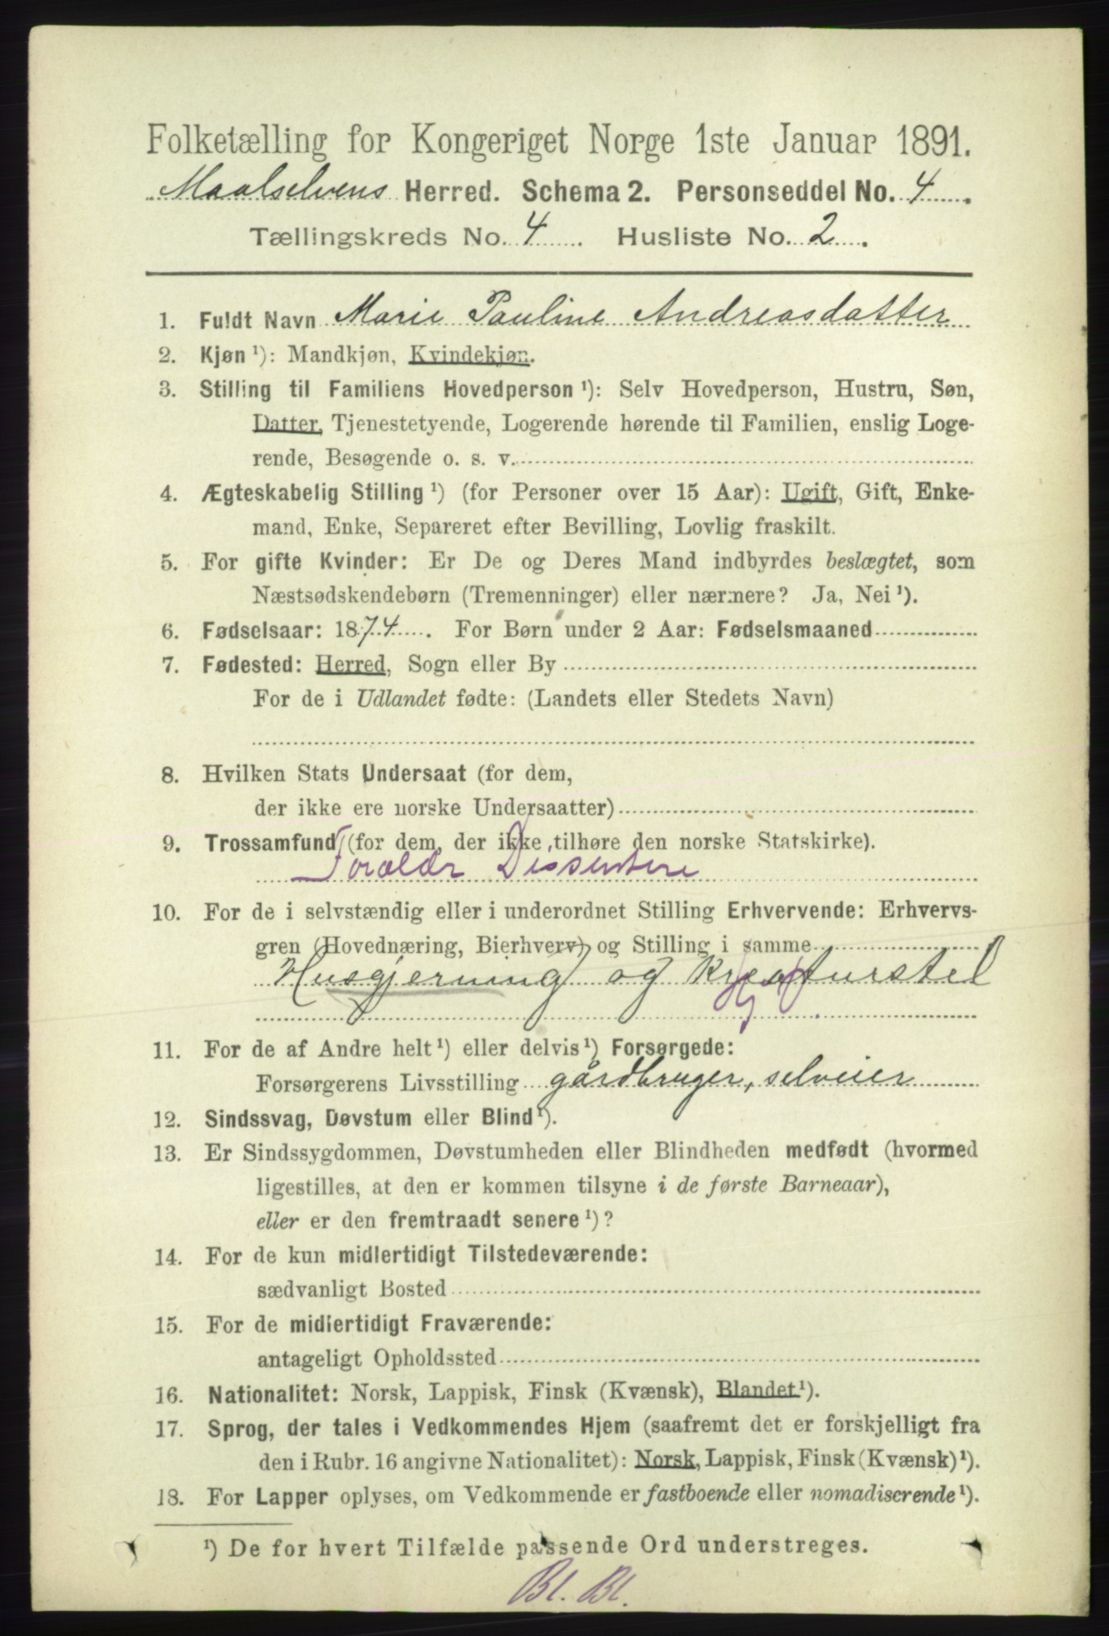 Folketælling for Kongeriget Norge 1ste Januar 1891.
Maalselvens Herred. Schema 2. Personseddel No. 4.
Tællingskreds No. 4. Husliste No. 2.
1. Fuldt Navn Marie Pauline Andreasdatter
2. Kjøn ¹): Mandkjøn, Kvindekjøn.
3. Stilling til Familiens Hovedperson ¹): Selv Hovedperson, Hustru, Søn,
Datter, Tjenestetyende, Logerende hørende til Familien, enslig Loge-
rende, Besøgende o. s. v.
4. Ægteskabelig Stilling ¹) (for Personer over 15 Aar): Ugift, Gift, Enke-
mand, Enke, Separeret efter Bevilling, Lovlig fraskilt.
5. For gifte Kvinder: Er De og Deres Mand indbyrdes beslægtet, som
Næstsødskendebørn (Tremenninger) eller nærmere? Ja, Nei ¹).
6. Fødselsaar: 1874. For Børn under 2 Aar: Fødselsmaaned
7. Fødested: Herred, Sogn eller By
For de i Udlandet fødte: (Landets eller Stedets Navn)
8. Hvilken Stats Undersaat (for dem,
der ikke ere norske Undersaatter)
9. Trossamfund (for dem, der ikke tilhøre den norske Statskirke).
Forældr Dissentere
10. For de i selvstændig eller i underordnet Stilling Erhvervende: Erhvervs-
gren (Hovednæring, Bierhverv) og Stilling i samme
Husgjerning og Kreaturstel
11. For de af Andre helt ¹) eller delvis ¹) Forsørgede:
Forsørgerens Livsstilling gårdbruger, selveier
12. Sindssvag, Døvstum eller Blind ¹).
13. Er Sindssygdommen, Døvstumheden eller Blindheden medfødt (hvormed
ligestilles, at den er kommen tilsyne i de første Barneaar),
eller er den fremtraadt senere ¹)?
14. For de kun midlertidigt Tilstedeværende:
sædvanligt Bosted
15. For de midlertidigt Fraværende:
antageligt Opholdssted
16. Nationalitet: Norsk, Lappisk, Finsk (Kvænsk), Blandet ¹).
17. Sprog, der tales i Vedkommendes Hjem (saafremt det er forskjelligt fra
den i Rubr. 16 angivne Nationalitet): Norsk, Lappisk, Finsk (Kvænsk) ¹).
18. For Lapper oplyses, om Vedkommende er fastboende eller nomadiserende ¹).
¹) De for hvert Tilfælde passende Ord understreges.
Bl. Bl.